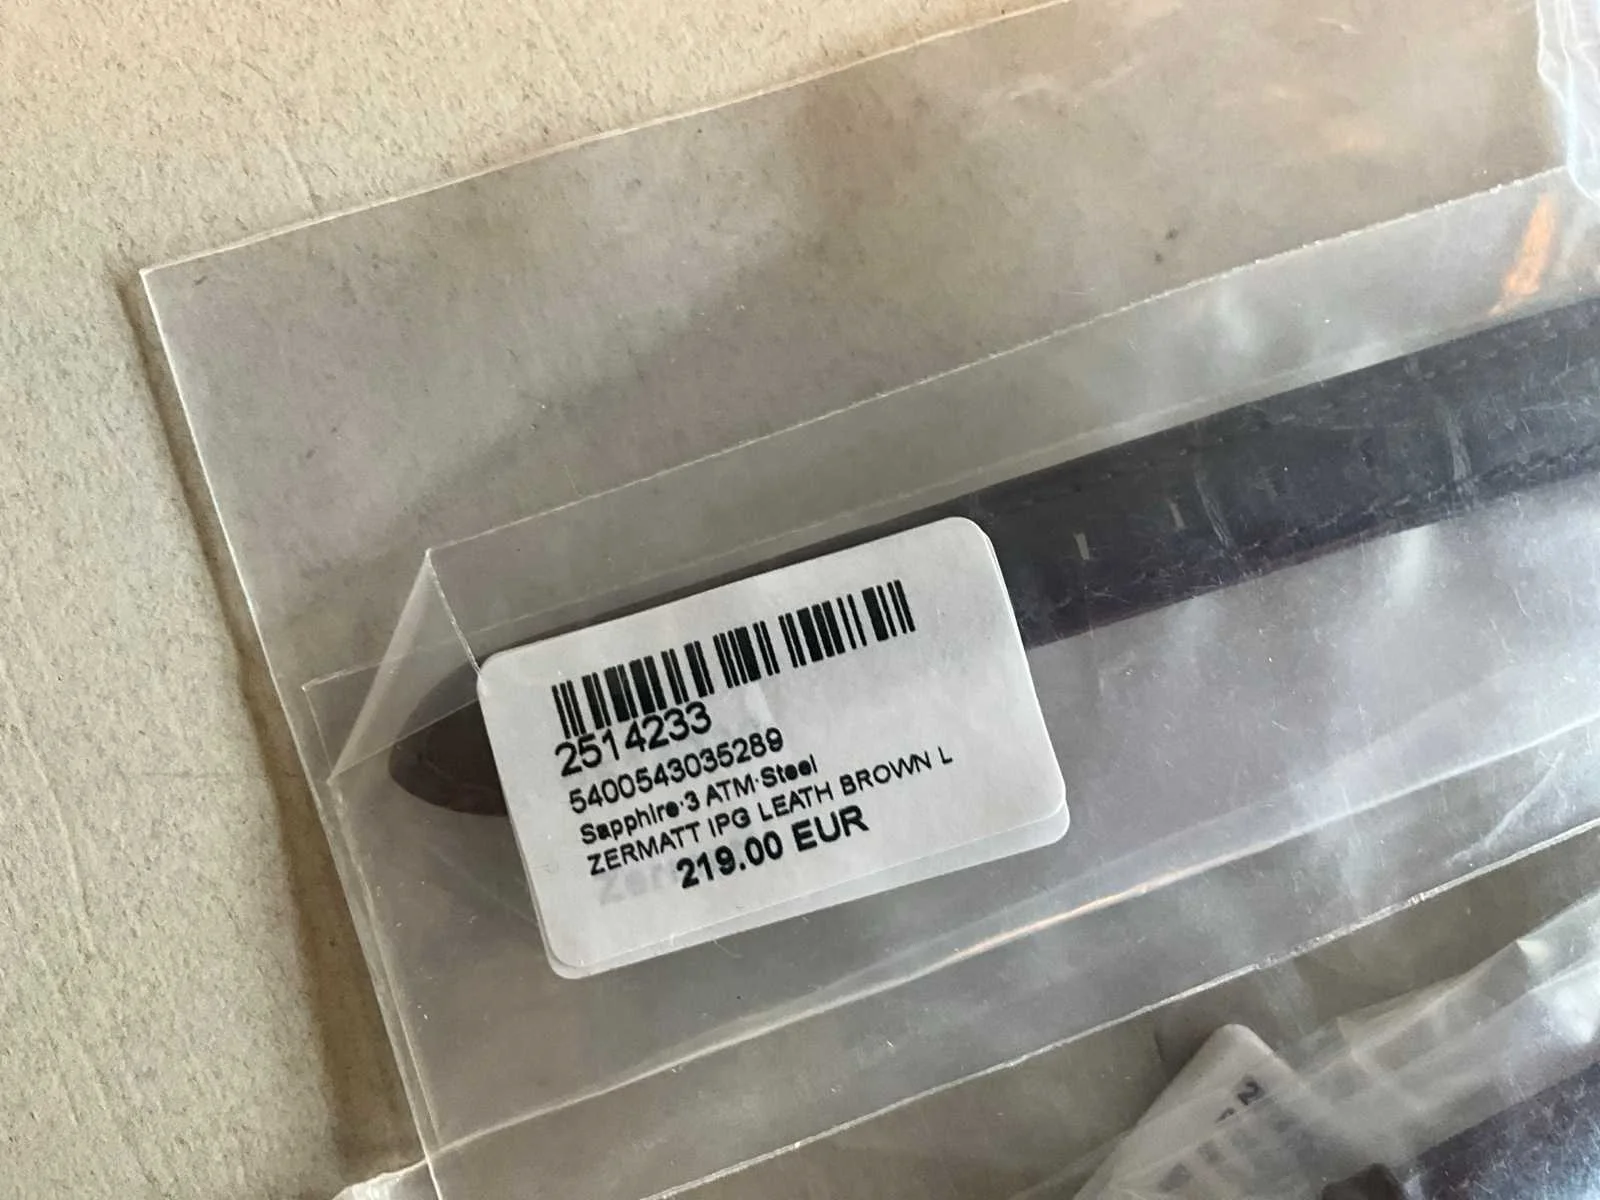 2514233
5400543035289
Sapphire·3 ATM·Steel
ZERMATT IPG LEATH BROWN L
219.00 EUR